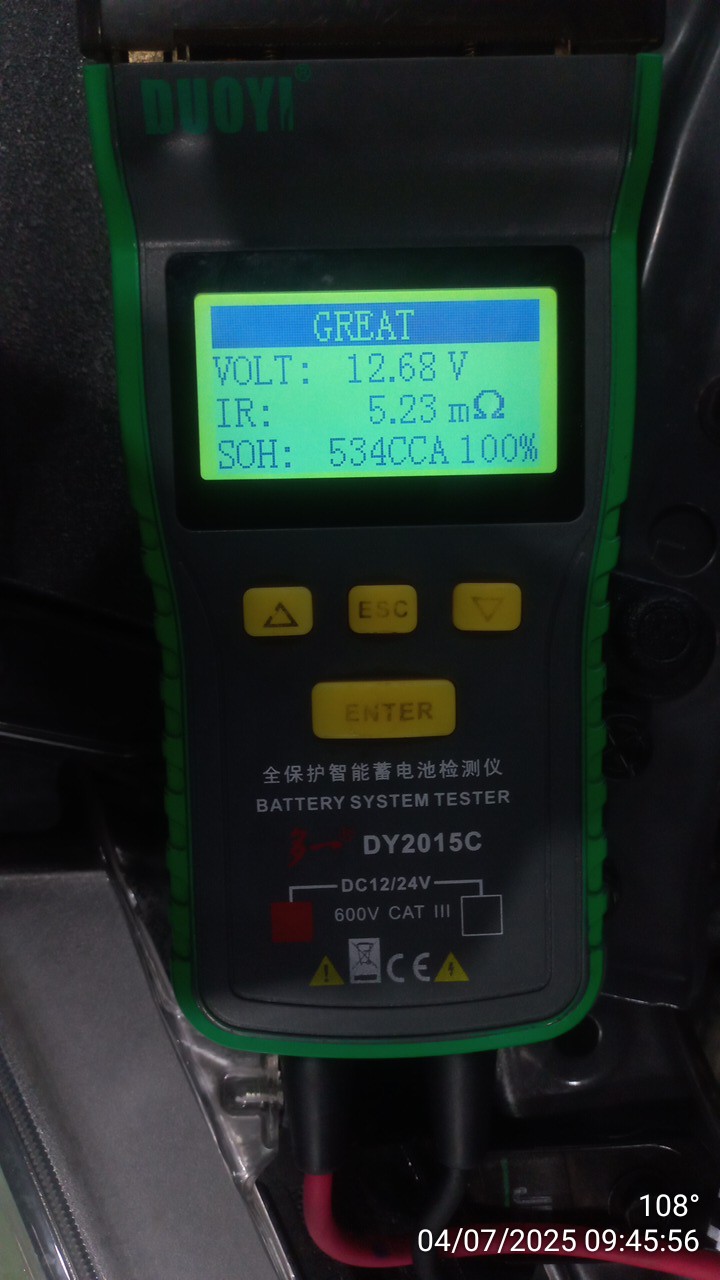 DUOYI®
GREAT
VOLT: 12.68 V
IR: 5.23 mΩ
SOH: 534CCA 100%
ESC
ENTER
全保护智能蓄电池检测仪
BATTERY SYSTEM TESTER
多一® DY2015C
DC12/24V
600V CAT III
CE
108°
04/07/2025 09:45:56